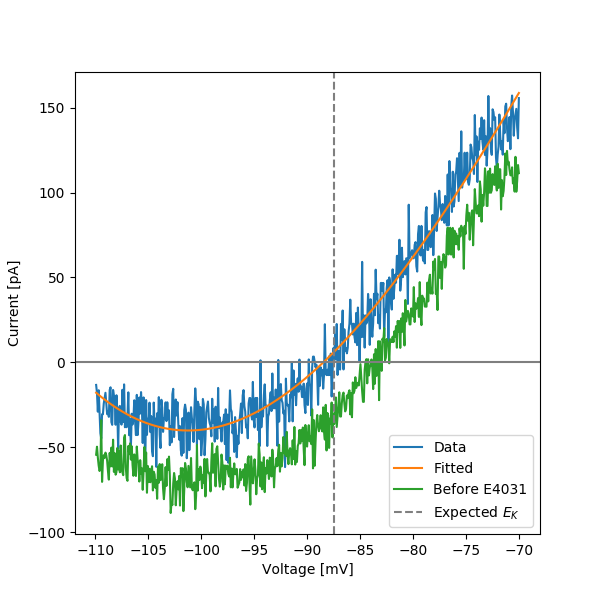 150
100
50
0
−50
−100
Current [pA]
Data
Fitted
Before E4031
Expected E_K
−110 −105 −100 −95 −90 −85 −80 −75 −70
Voltage [mV]